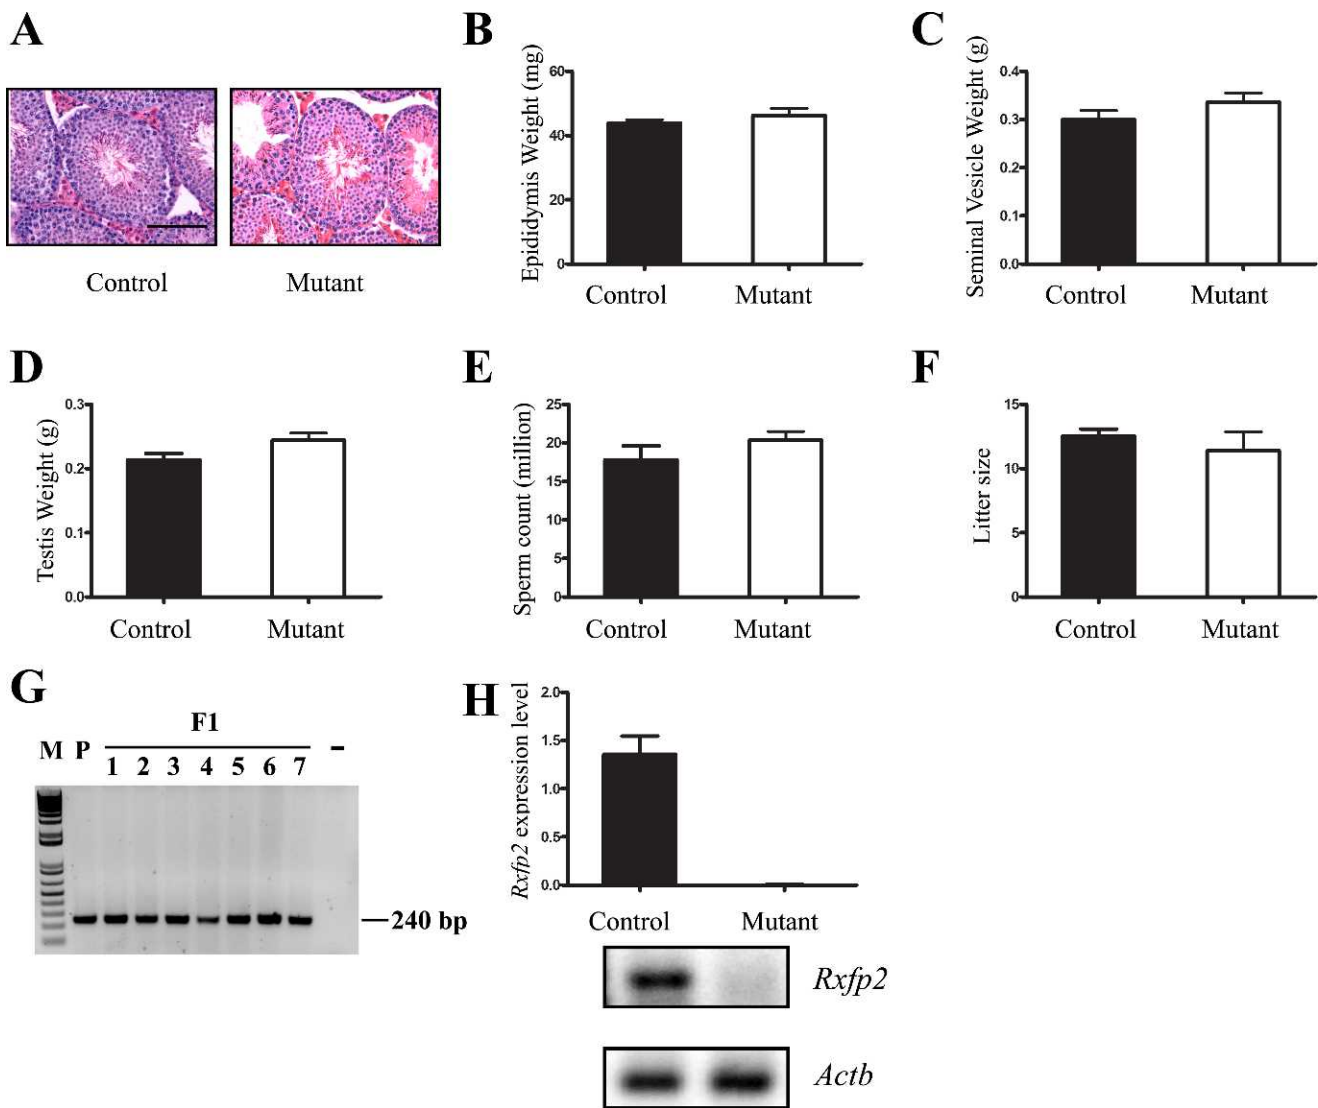 A
Control
Mutant
B
Epididymis Weight (mg)
60
40
20
0
Control
Mutant
C
Seminal Vesicle Weight (g)
0.4
0.3
0.2
0.1
0.0
Control
Mutant
D
Testis Weight (g)
0.3
0.2
0.1
0.0
Control
Mutant
E
Sperm count (million)
25
20
15
10
5
0
Control
Mutant
F
Litter size
15
10
5
0
Control
Mutant
G
F1
M P 1 2 3 4 5 6 7 -
240 bp
H
Rxfp2 expression level
2.0
1.5
1.0
0.5
0.0
Control
Mutant
Rxfp2
Actb